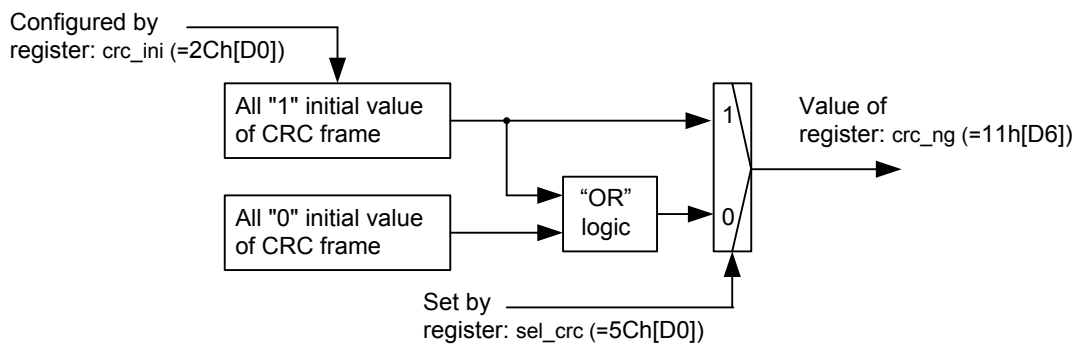 Configured by
register: crc_ini (=2Ch[D0])
All "1" initial value
of CRC frame
1
Value of
register: crc_ng (=11h[D6])
All "0" initial value
of CRC frame
“OR”
logic
0
Set by
register: sel_crc (=5Ch[D0])